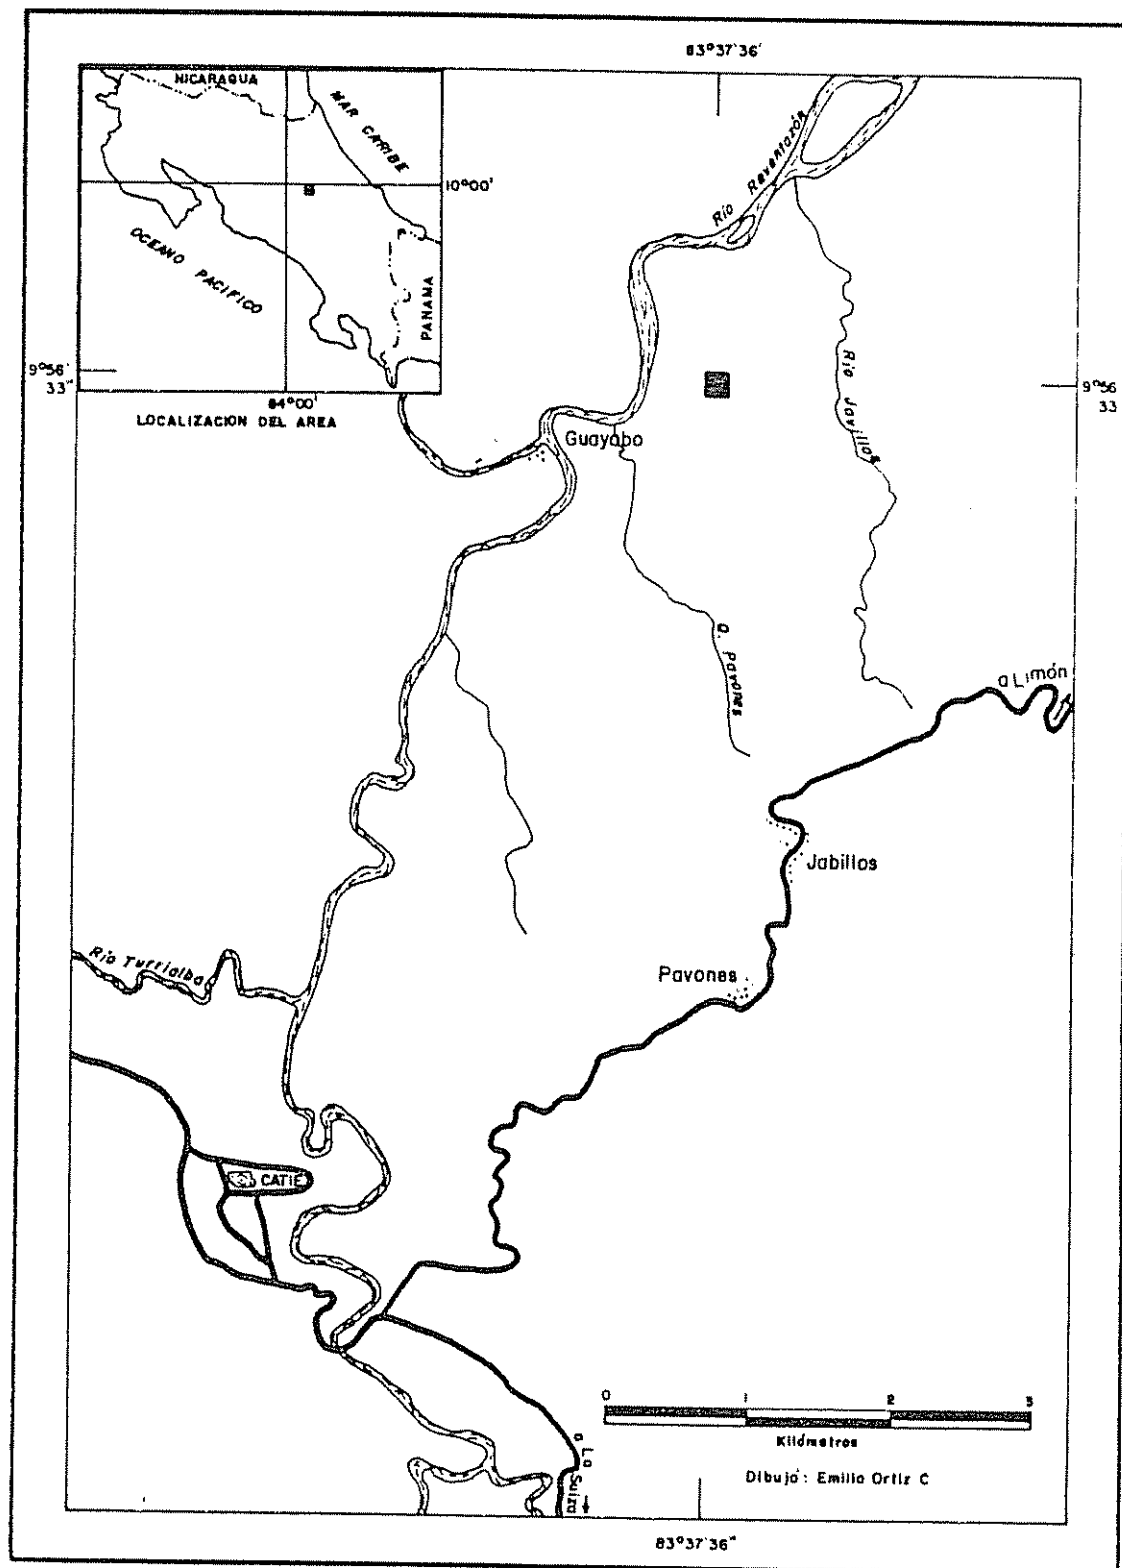 83°37'36'
NICARAGUA
MAR CARIBE
10°00'
OCEANO PACIFICO
PANAMA
84°00'
LOCALIZACION DEL AREA
9°56'
33"
Río Reventazón
Río Javillos
9°56
33
Guayabo
Q. Pavones
a Limón
Jabillos
Pavones
Río Turrialba
CATIE
0 1 2 3
Kilómetros
Dibujó: Emilio Ortiz C
a La Suiza
83°37'36"